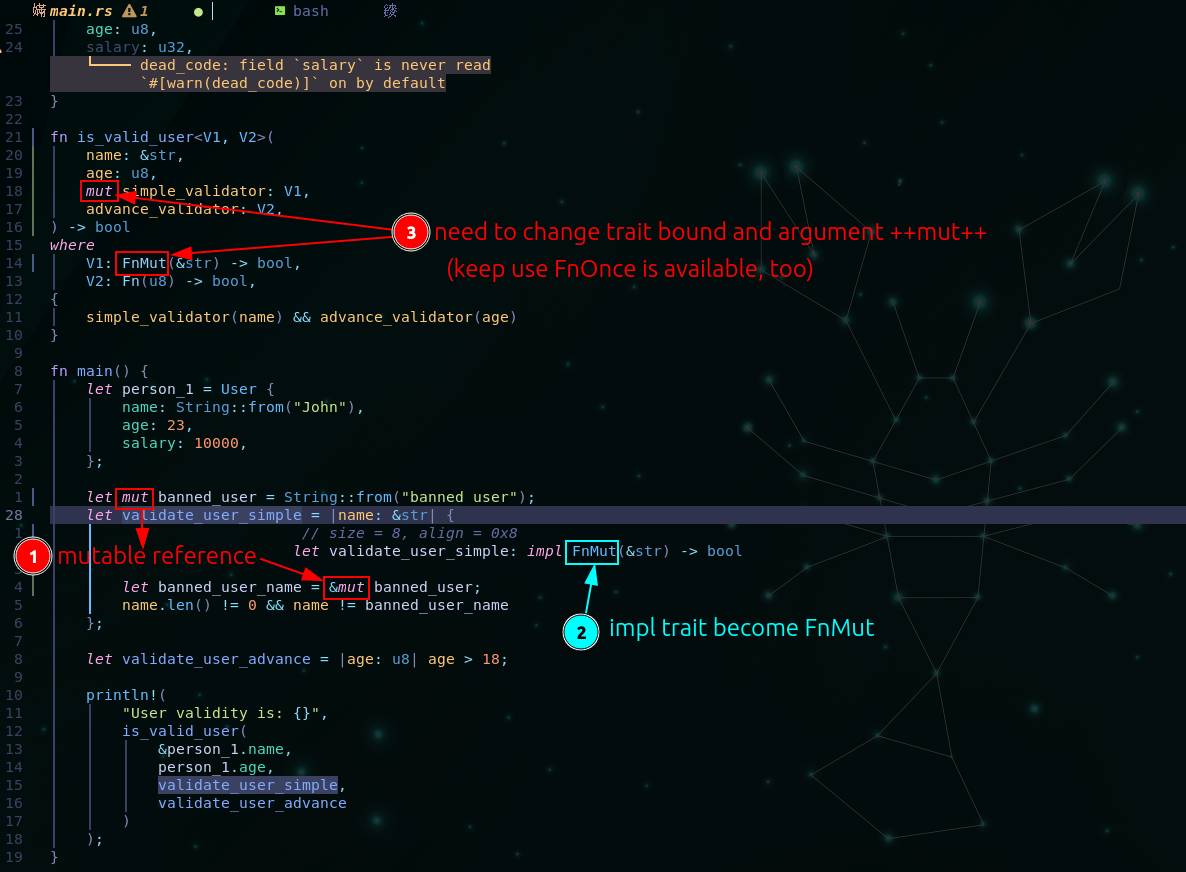 main.rs 1 ● bash
25 age: u8,
24 salary: u32,
dead_code: field `salary` is never read
`#[warn(dead_code)]` on by default
23 }
22
21 fn is_valid_user<V1, V2>(
20 name: &str,
19 age: u8,
18 mut simple_validator: V1,
17 advance_validator: V2,
16 ) -> bool
3 need to change trait bound and argument ++mut++
15 where
14 V1: FnMut(&str) -> bool,
(keep use FnOnce is available, too)
13 V2: Fn(u8) -> bool,
12 {
11 simple_validator(name) && advance_validator(age)
10 }
9
8 fn main() {
7 let person_1 = User {
6 name: String::from("John"),
5 age: 23,
4 salary: 10000,
3 };
2
1 let mut banned_user = String::from("banned user");
28 let validate_user_simple = |name: &str| {
1 // size = 8, align = 0x8
let validate_user_simple: impl FnMut(&str) -> bool
1 mutable reference
4 let banned_user_name = &mut banned_user;
5 name.len() != 0 && name != banned_user_name
6 };
2 impl trait become FnMut
7
8 let validate_user_advance = |age: u8| age > 18;
9
10 println!(
11 "User validity is: {}",
12 is_valid_user(
13 &person_1.name,
14 person_1.age,
15 validate_user_simple,
16 validate_user_advance
17 )
18 );
19 }